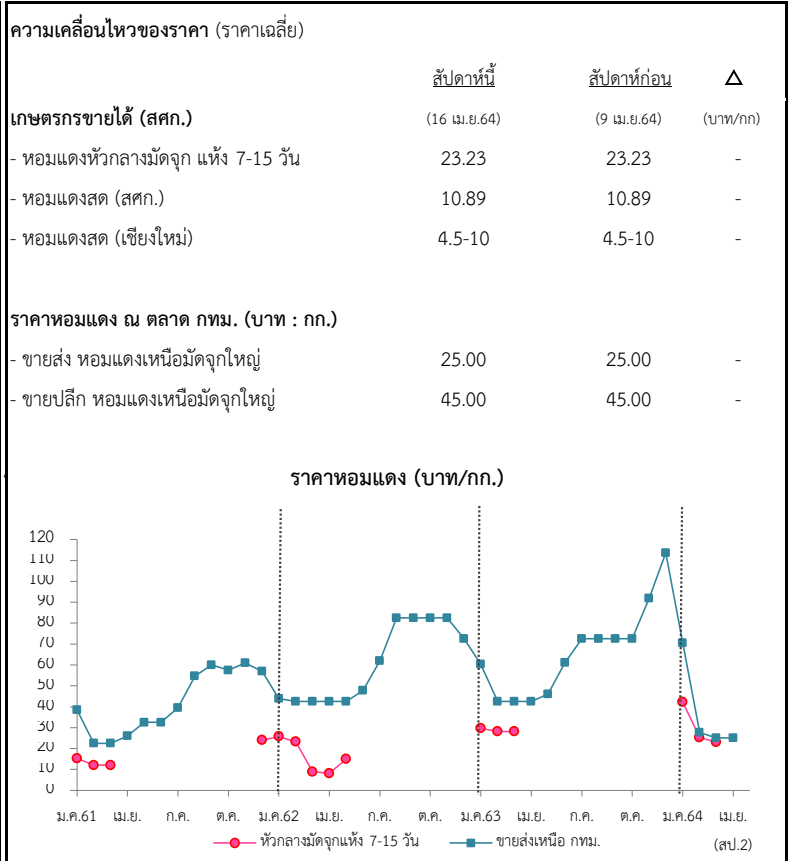 ความเคลื่อนไหวของราคา (ราคาเฉลี่ย)
สัปดาห์นี้ สัปดาห์ก่อน Δ
เกษตรกรขายได้ (สศก.) (16 เม.ย.64) (9 เม.ย.64) (บาท/กก)
- หอมแดงหัวกลางมัดจุก แห้ง 7-15 วัน 23.23 23.23 -
- หอมแดงสด (สศก.) 10.89 10.89 -
- หอมแดงสด (เชียงใหม่) 4.5-10 4.5-10 -
ราคาหอมแดง ณ ตลาด กทม. (บาท : กก.)
- ขายส่ง หอมแดงเหนือมัดจุกใหญ่ 25.00 25.00 -
- ขายปลีก หอมแดงเหนือมัดจุกใหญ่ 45.00 45.00 -
ราคาหอมแดง (บาท/กก.)
120
110
100
90
80
70
60
50
40
30
20
10
0
ม.ค.61 เม.ย. ก.ค. ต.ค. ม.ค.62 เม.ย. ก.ค. ต.ค. ม.ค.63 เม.ย. ก.ค. ต.ค. ม.ค.64 เม.ย.
หัวกลางมัดจุกแห้ง 7-15 วัน ขายส่งเหนือ กทม. (สป.2)